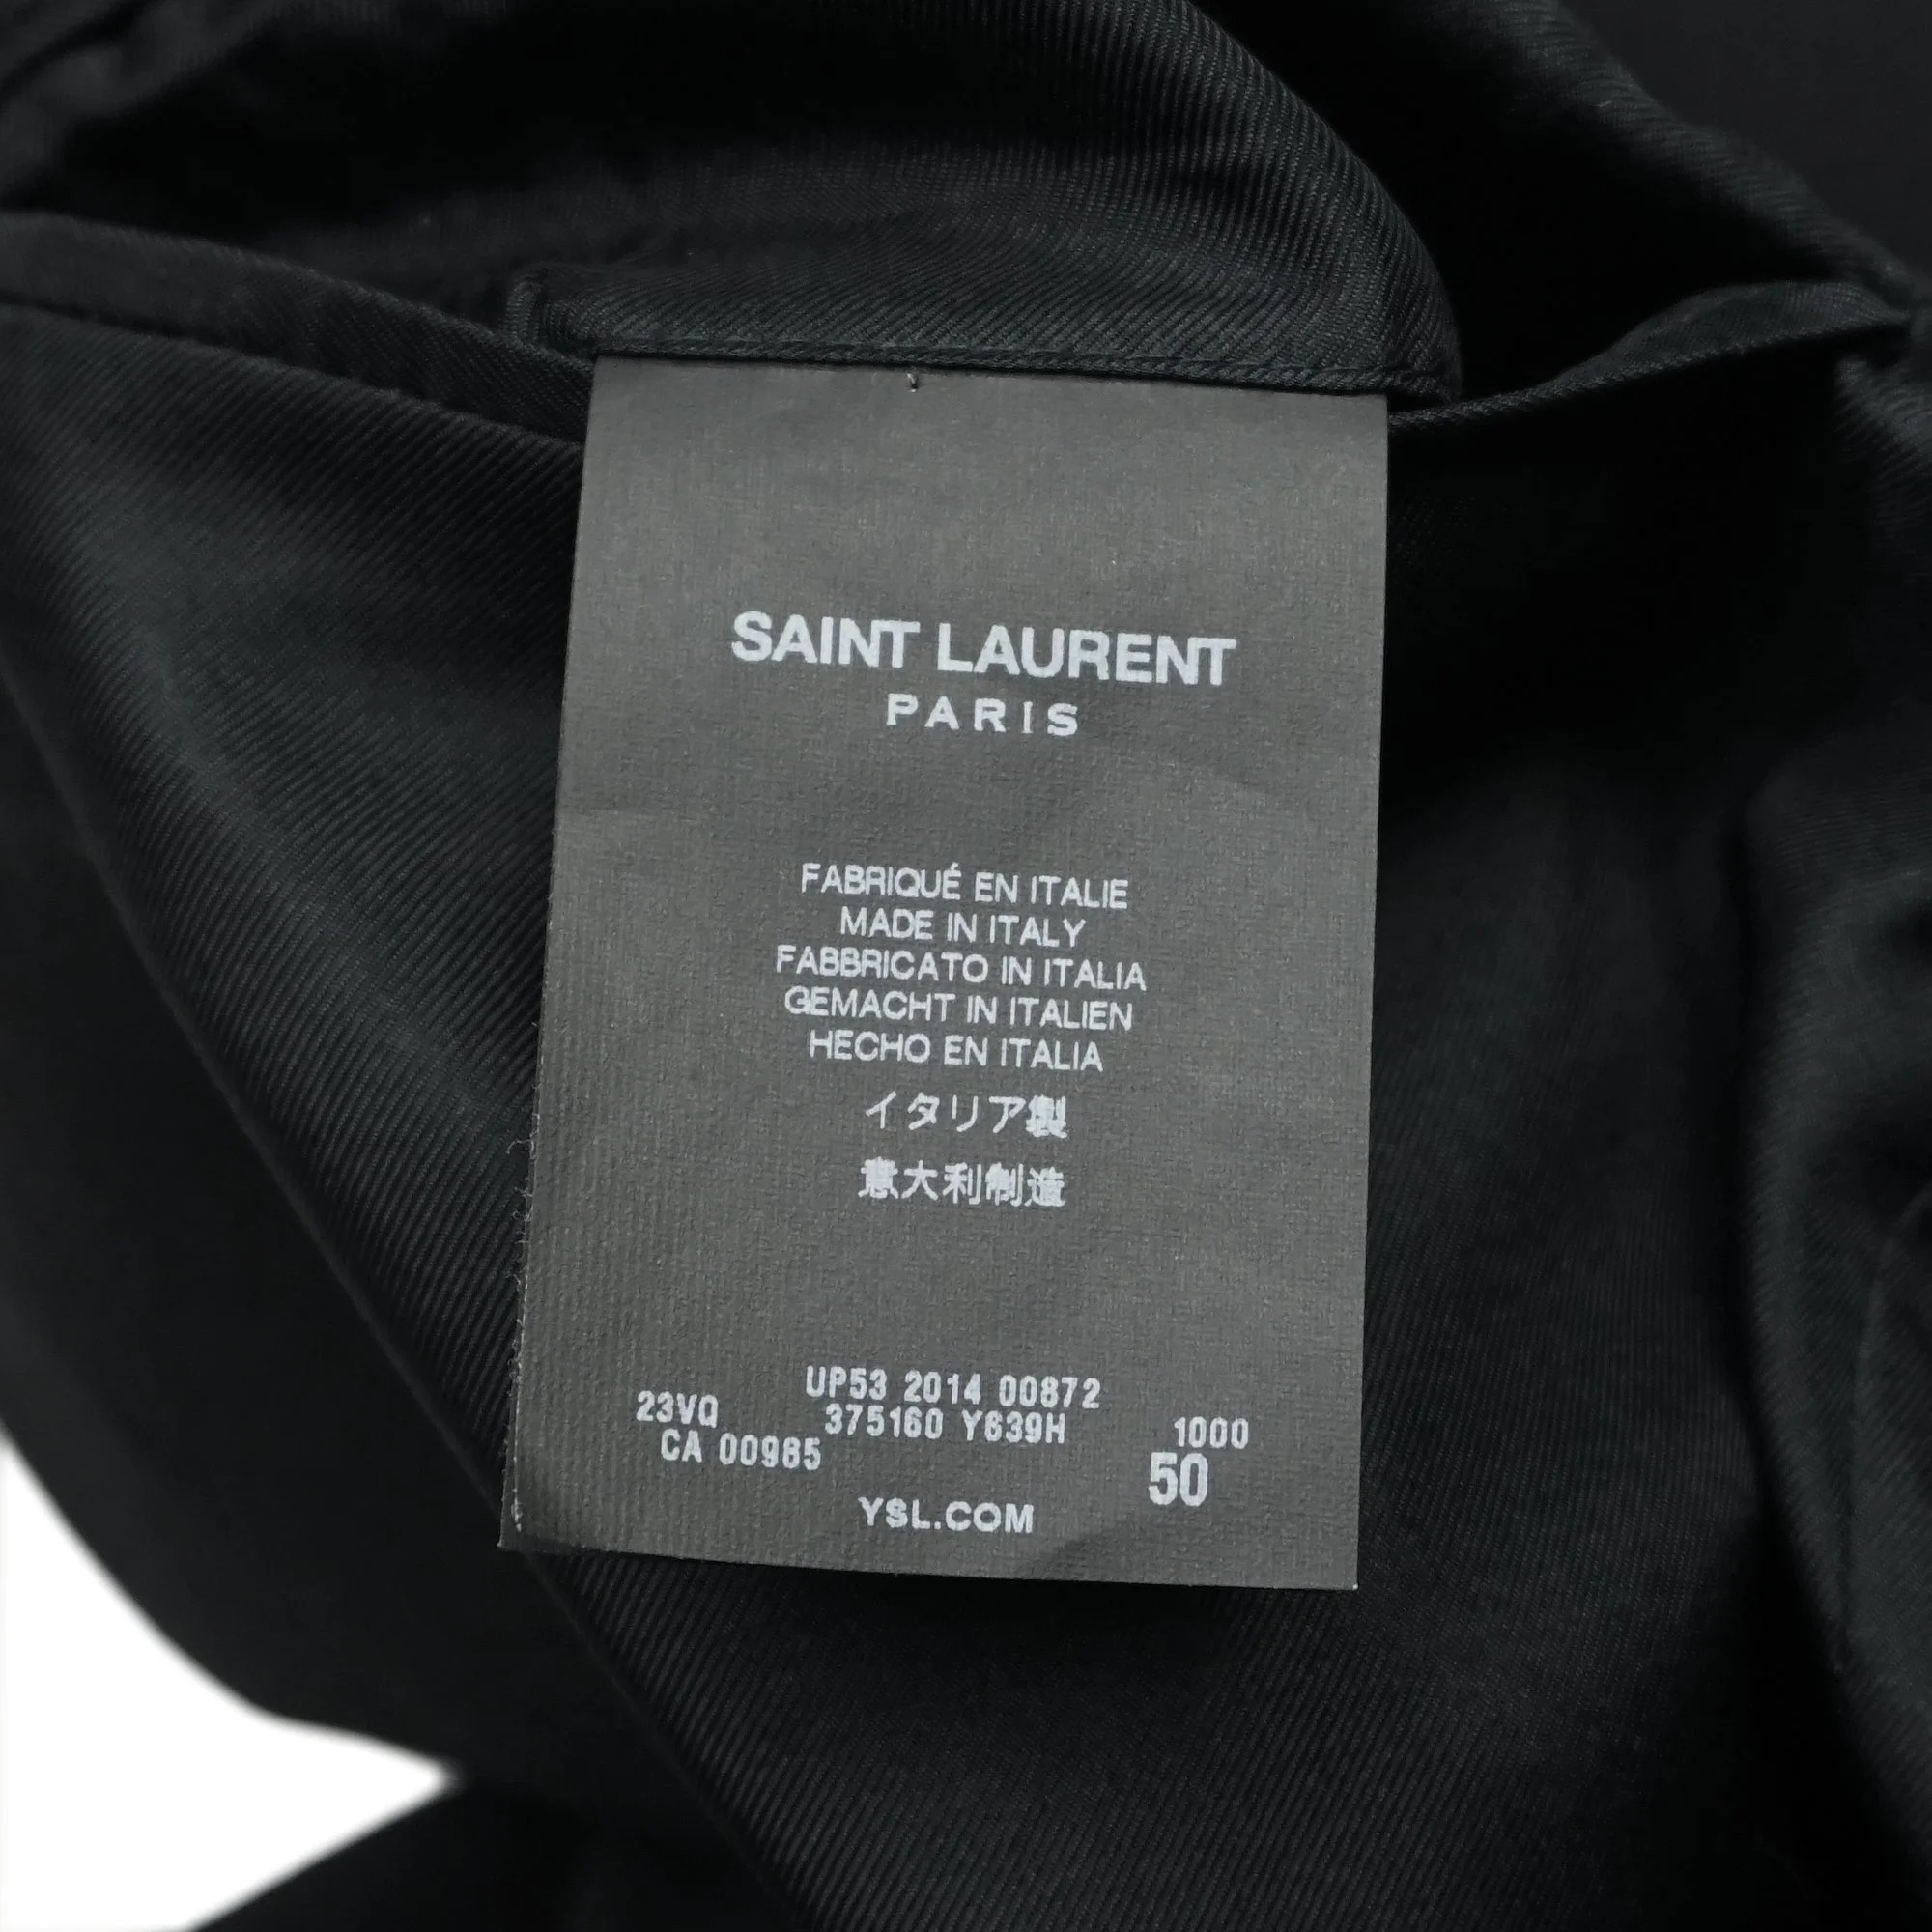 SAINT LAURENT
PARIS
FABRIQUÉ EN ITALIE
MADE IN ITALY
FABBRICATO IN ITALIA
GEMACHT IN ITALIEN
HECHO EN ITALIA
イタリア製
意大利制造
UP53 2014 00872
23VQ 375160 Y639H 1000
CA 00985 50
YSL.COM